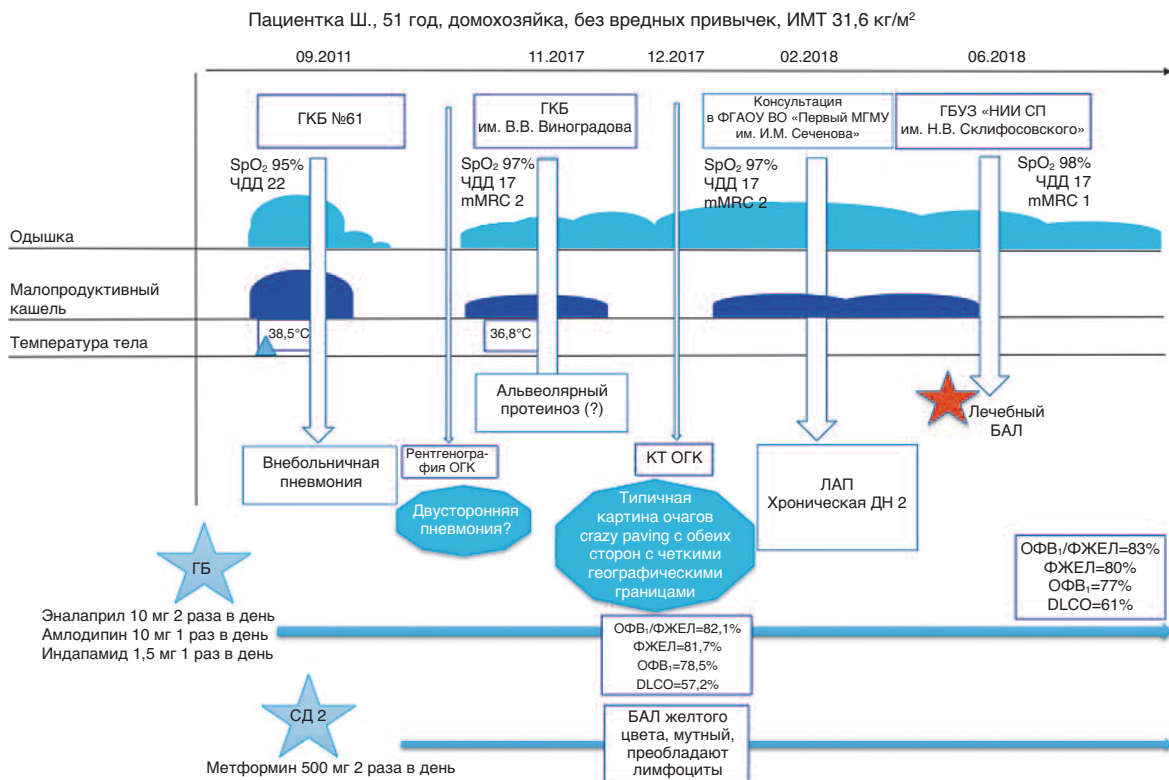 Пациентка Ш., 51 год, домохозяйка, без вредных привычек, ИМТ 31,6 кг/м²
09.2011
11.2017
12.2017
02.2018
06.2018
ГКБ №61
ГКБ
им. В.В. Виноградова
Консультация
в ФГАОУ ВО «Первый МГМУ
им. И.М. Сеченова»
ГБУЗ «НИИ СП
им. Н.В. Склифосовского»
SpO₂ 95%
ЧДД 22
SpO₂ 97%
ЧДД 17
mMRC 2
SpO₂ 97%
ЧДД 17
mMRC 2
SpO₂ 98%
ЧДД 17
mMRC 1
Одышка
Малопродуктивный
кашель
Температура тела
38,5°C
36,8°C
Альвеолярный
протеиноз (?)
Лечебный
БАЛ
Внебольничная
пневмония
Рентгеногра-
фия ОГК
КТ ОГК
ЛАП
Хроническая ДН 2
Двусторонняя
пневмония?
Типичная
картина очагов
crazy paving с обеих
сторон с четкими
географическими
границами
ГБ
Эналаприл 10 мг 2 раза в день
Амлодипин 10 мг 1 раз в день
Индапамид 1,5 мг 1 раз в день
ОФВ₁/ФЖЕЛ=82,1%
ФЖЕЛ=81,7%
ОФВ₁=78,5%
DLCO=57,2%
ОФВ₁/ФЖЕЛ=83%
ФЖЕЛ=80%
ОФВ₁=77%
DLCO=61%
СД 2
Метформин 500 мг 2 раза в день
БАЛ желтого
цвета, мутный,
преобладают
лимфоциты